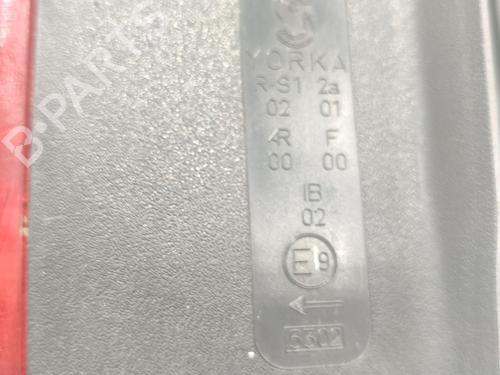 YORKA
R-S1 2a
02 01
AR F
00 00
IB
02
E9
B-PARTS